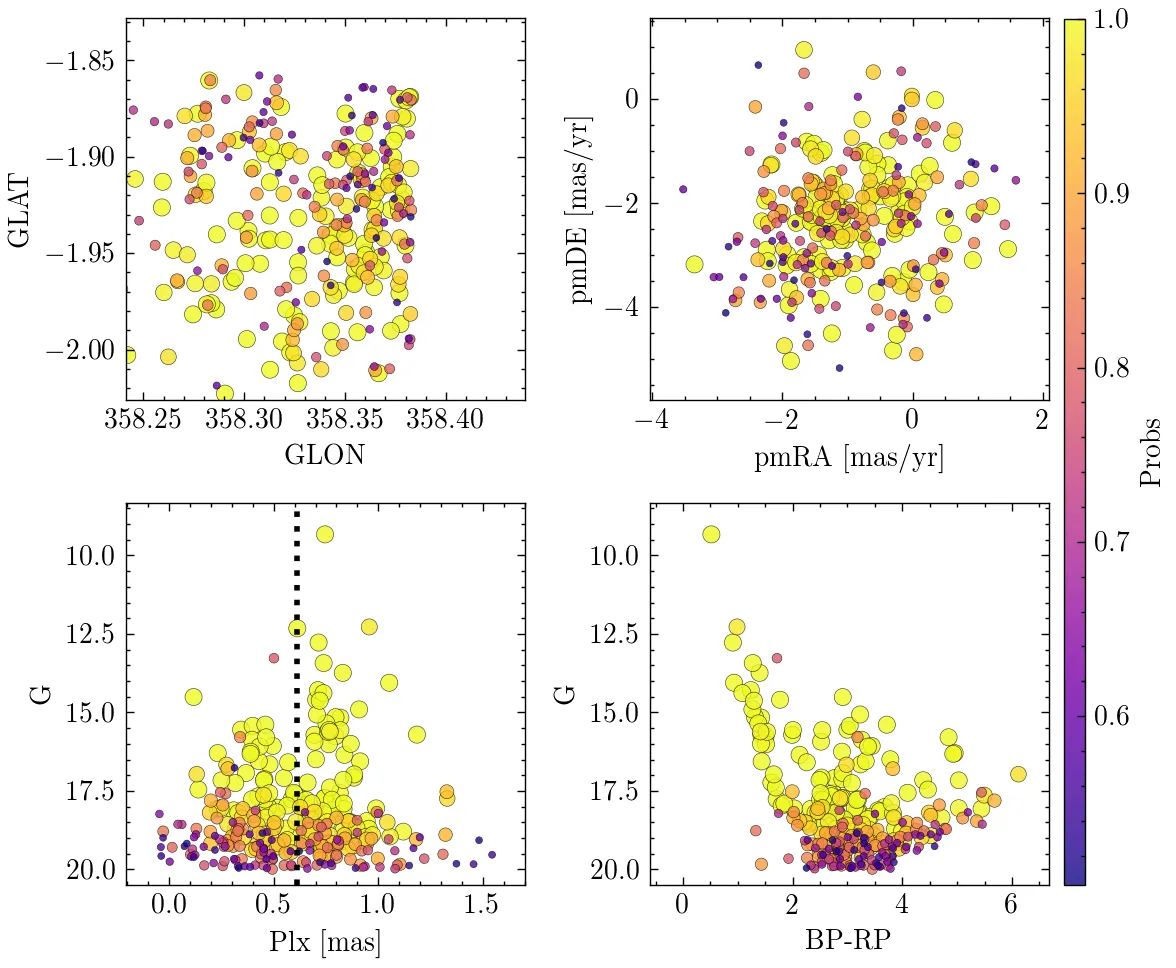 −1.85
−1.90
−1.95
−2.00
GLAT
358.25 358.30 358.35 358.40
GLON
0
−2
−4
pmDE [mas/yr]
−4 −2 0 2
pmRA [mas/yr]
10.0
12.5
15.0
17.5
20.0
G
0.0 0.5 1.0 1.5
Plx [mas]
10.0
12.5
15.0
17.5
20.0
G
0 2 4 6
BP-RP
1.0
0.9
0.8
0.7
0.6
Probs